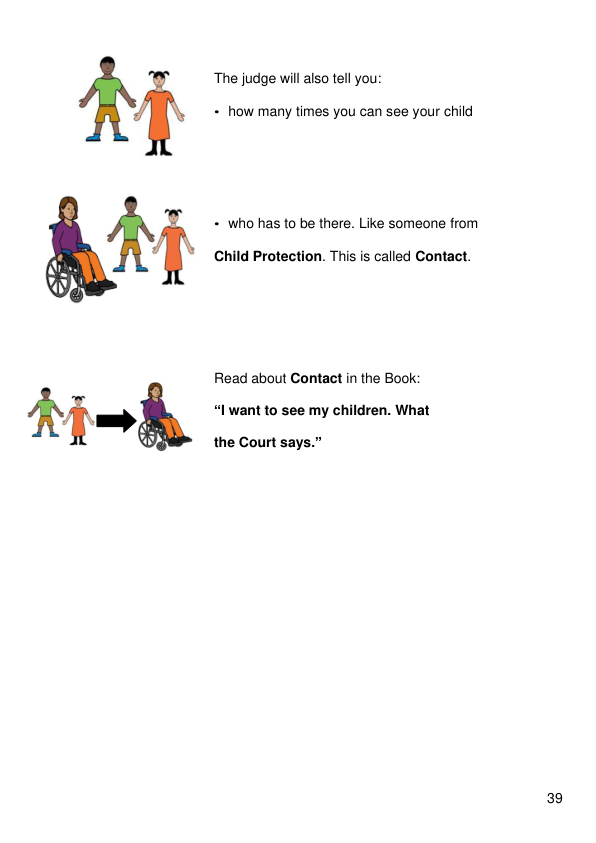 The judge will also tell you:
• how many times you can see your child
• who has to be there. Like someone from
Child Protection. This is called Contact.
Read about Contact in the Book:
“I want to see my children. What
the Court says.”
39